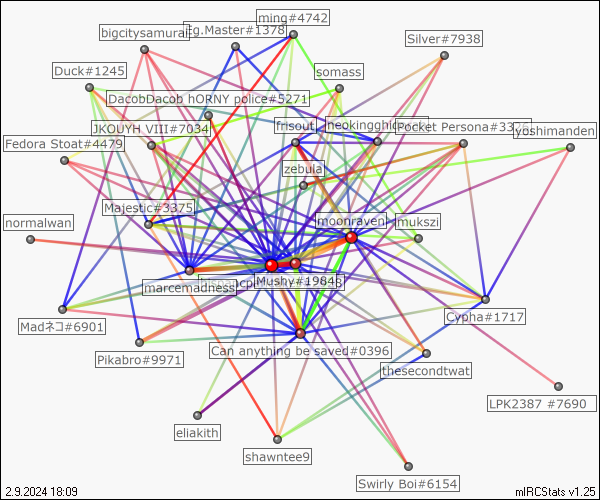 ming#4742
bigcitysamurai
Eg.Master#1378
Silver#7938
Duck#1245
somass
DacobDacob hORNY police#5271
JKOUYH VIII#7034
frisout
neokingghidorah
Pocket Persona#33
yoshimanden
Fedora Stoat#4479
zebula
Majestic#3375
moonraven
mukszi
normalwan
marcemadness
Mushy#1984
Madネコ#6901
Cypha#1717
Pikabro#9971
Can anything be saved#0396
thesecondtwat
LPK2387 #7690
eliakith
shawntee9
Swirly Boi#6154
2.9.2024 18:09
mIRCStats v1.25